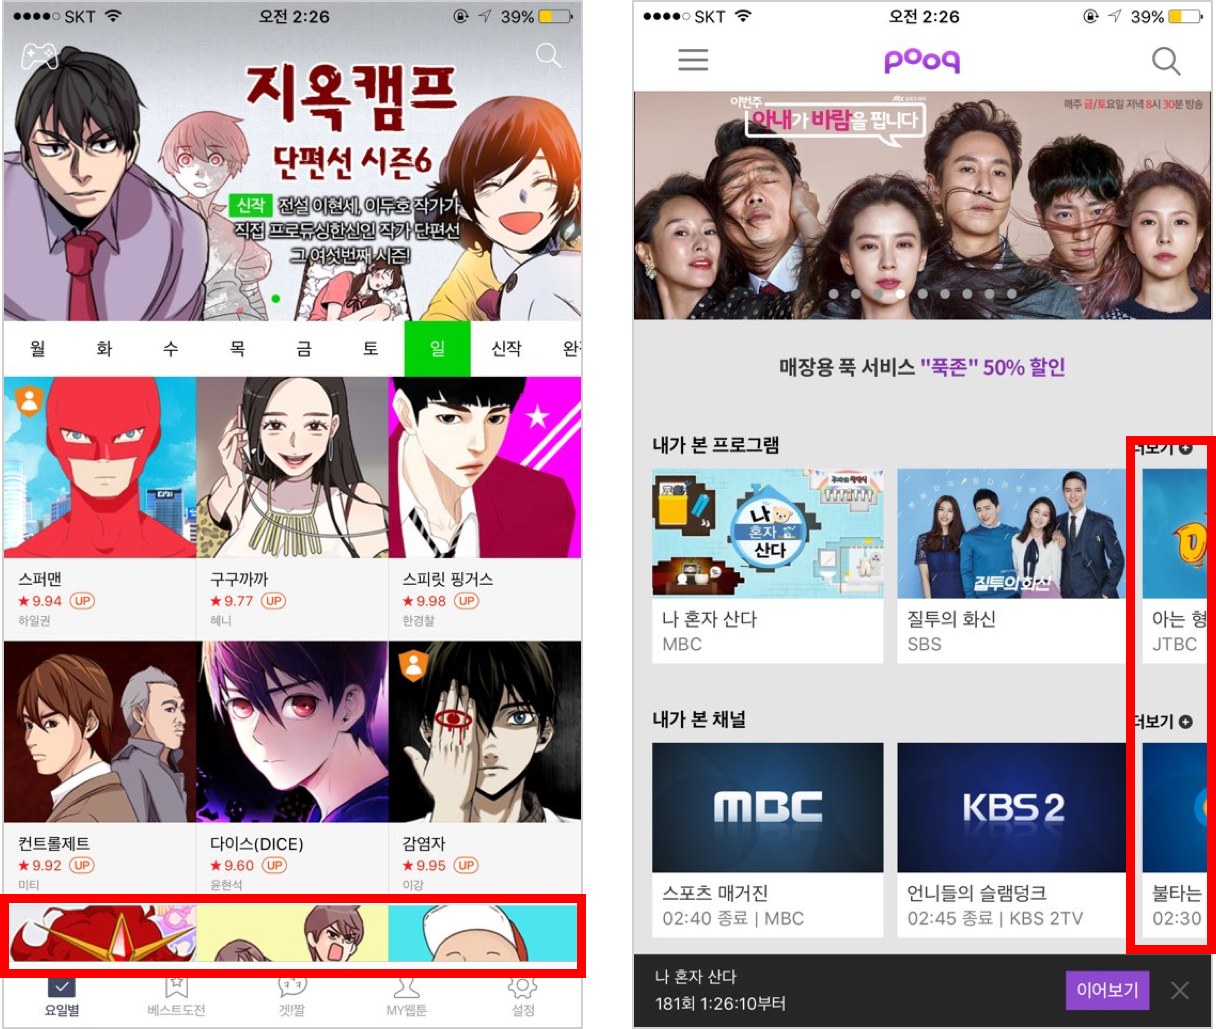 ●●●●○ SKT 오전 2:26 39%
지옥캠프
단편선 시즌6
신작 전설 이현세, 이두호 작가가
직접 프로듀싱한신인 작가 단편선
그 여섯번째 시즌!
월 화 수 목 금 토 일 신작
스퍼맨
★9.94 UP
하일권
구구까까
★9.77 UP
혜니
스피릿 핑거스
★9.98 UP
한경찰
컨트롤제트
★9.92 UP
미티
다이스(DICE)
★9.60 UP
윤현석
감염자
★9.95 UP
이강
요일별 베스트도전 겟!짤 MY웹툰 설정
●●●●○ SKT 오전 2:26 39%
pooq
이번주
아내가 바람을 핍니다
매주 금/토요일 저녁 8시 30분 방송
매장용 푹 서비스 "푹존" 50% 할인
내가 본 프로그램 더보기
나
혼자
산다
질투의 화신
나 혼자 산다
MBC
질투의 화신
SBS
아는 형
JTBC
내가 본 채널 더보기
MBC
KBS 2
스포츠 매거진
02:40 종료 | MBC
언니들의 슬램덩크
02:45 종료 | KBS 2TV
불타는
02:30
나 혼자 산다
181회 1:26:10부터
이어보기